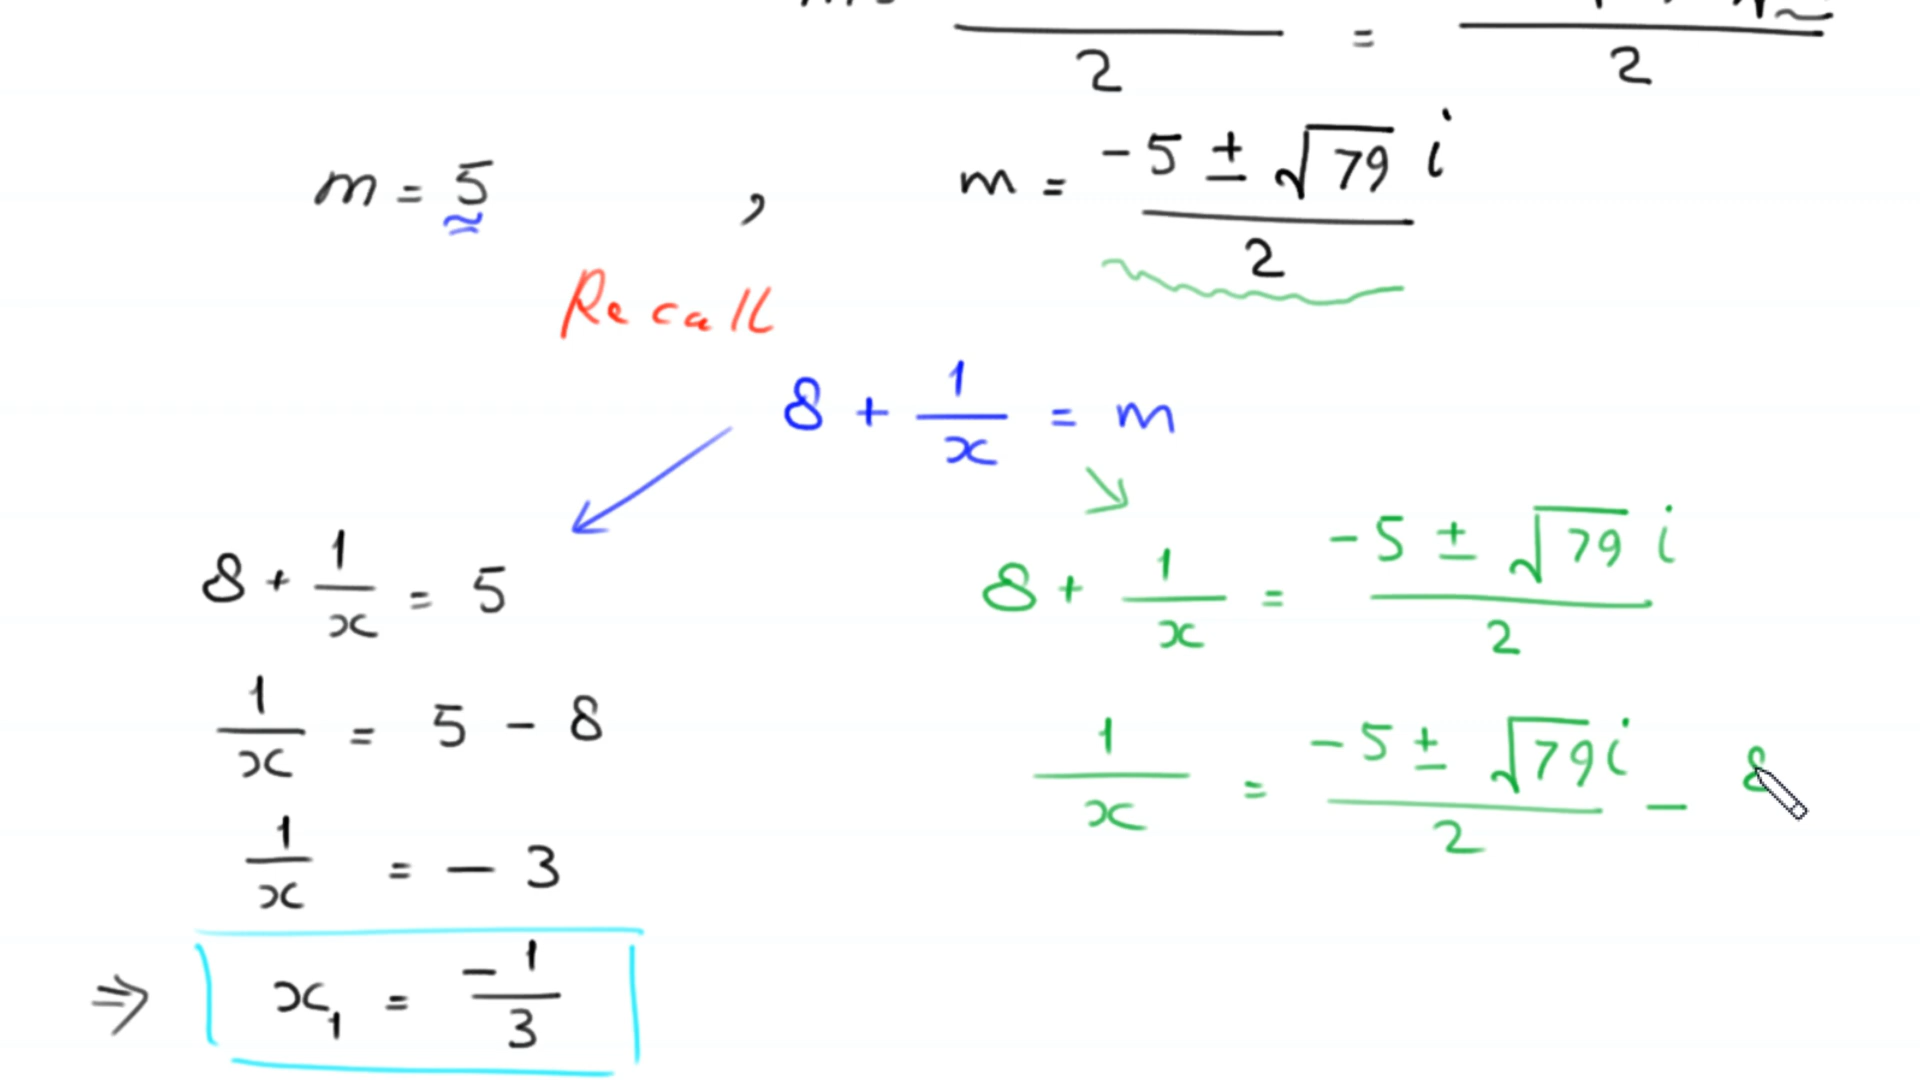 2 = 2
m = 5 , m = (-5 ± √79 i)/2
Recall
8 + 1/x = m
8 + 1/x = 5
8 + 1/x = (-5 ± √79 i)/2
1/x = 5 - 8
1/x = (-5 ± √79 i)/2 - 8
1/x = - 3
⇒ x₁ = -1/3